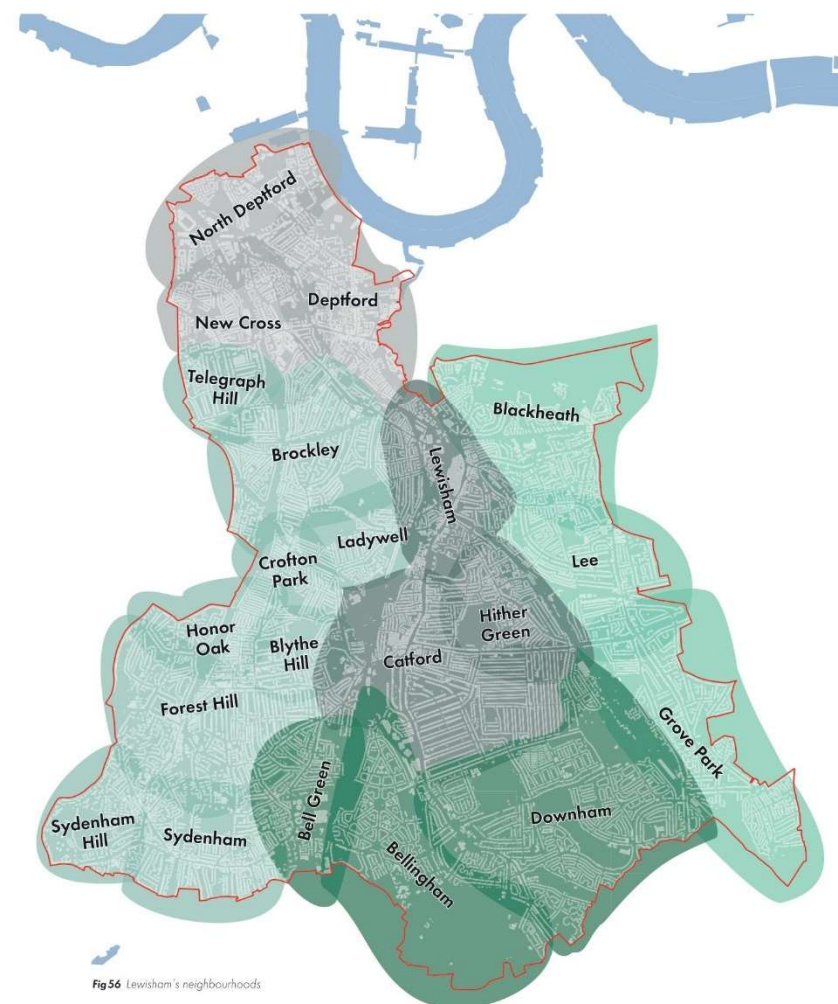 North Deptford
Deptford
New Cross
Telegraph
Hill
Blackheath
Brockley
Lewisham
Ladywell
Crofton
Park
Lee
Honor
Oak
Blythe
Hill
Hither
Green
Catford
Forest Hill
Grove Park
Bell Green
Downham
Sydenham
Hill
Sydenham
Bellingham
Fig 56 Lewisham's neighbourhoods